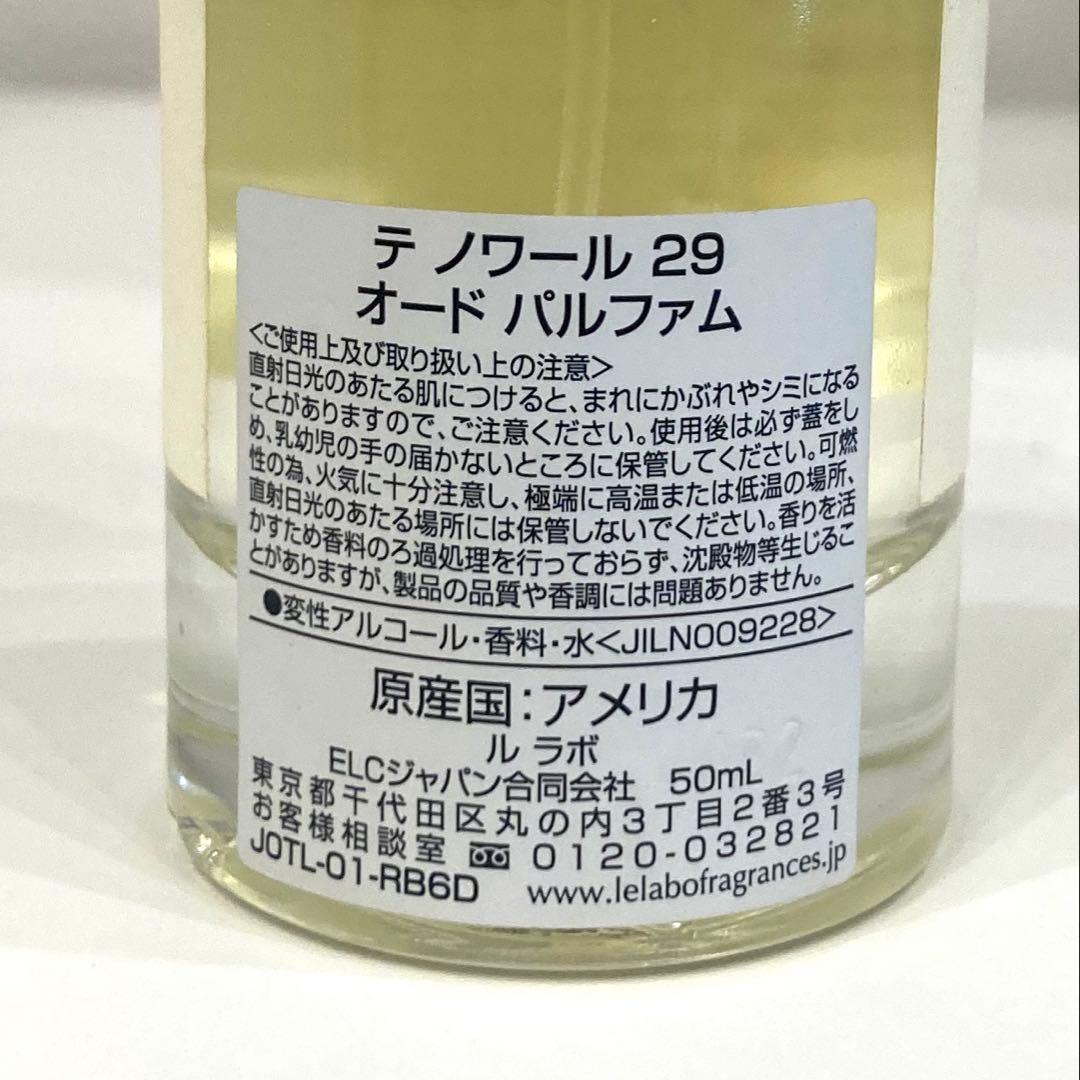 テ ノワール 29
オード パルファム
<ご使用上及び取り扱い上の注意>
直射日光のあたる肌につけると、まれにかぶれやシミになる
ことがありますので、ご注意ください。使用後は必ず蓋をし
め、乳幼児の手の届かないところに保管してください。可燃
性の為、火気に十分注意し、極端に高温または低温の場所、
直射日光のあたる場所には保管しないでください。香りを活
かすため香料のろ過処理を行っておらず、沈殿物等生じるこ
とがありますが、製品の品質や香調には問題ありません。
●変性アルコール・香料・水<JILN009228>
原産国：アメリカ
ル ラボ
ELCジャパン合同会社 50mL
東京都千代田区丸の内3丁目2番3号
お客様相談室 0120-032821
J0TL-01-RB6D www.lelabofragrances.jp